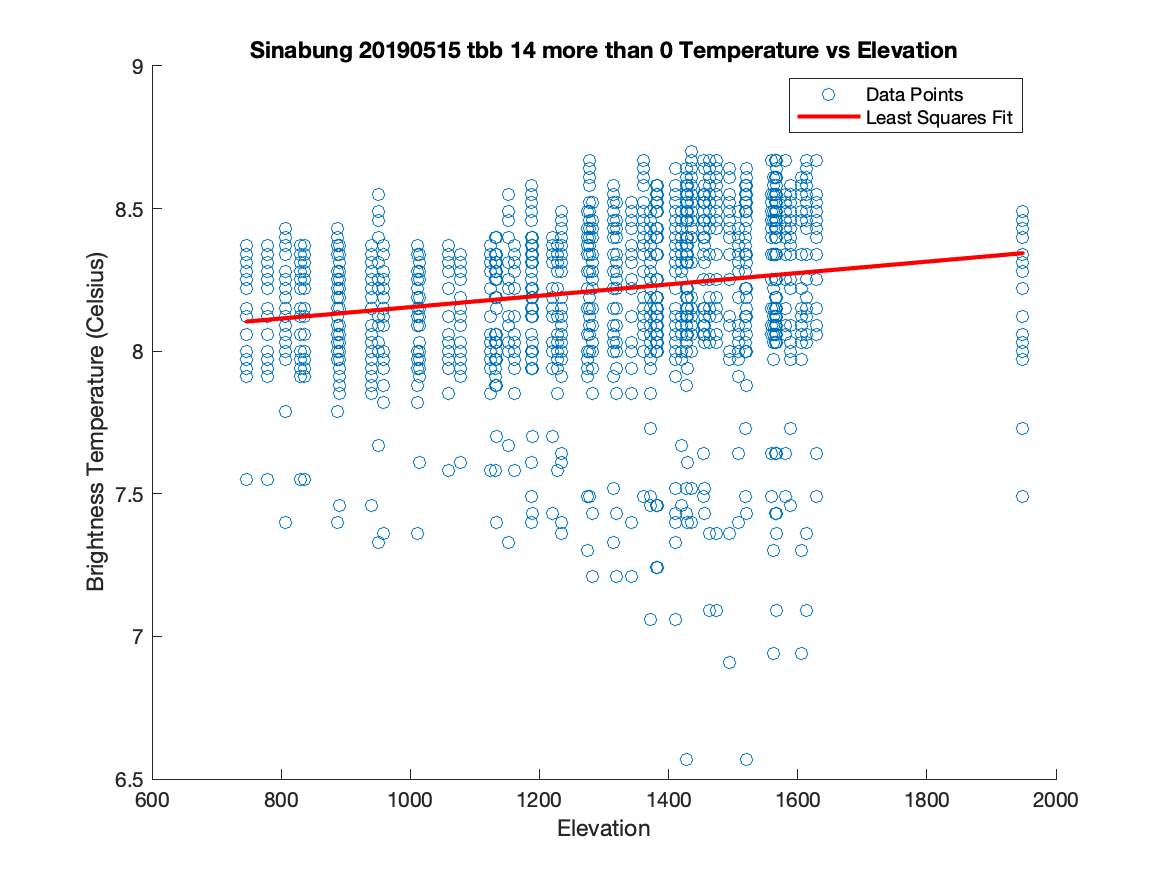 Sinabung 20190515 tbb 14 more than 0 Temperature vs Elevation
Data Points
Least Squares Fit
9
8.5
8
7.5
7
6.5
Brightness Temperature (Celsius)
600 800 1000 1200 1400 1600 1800 2000
Elevation